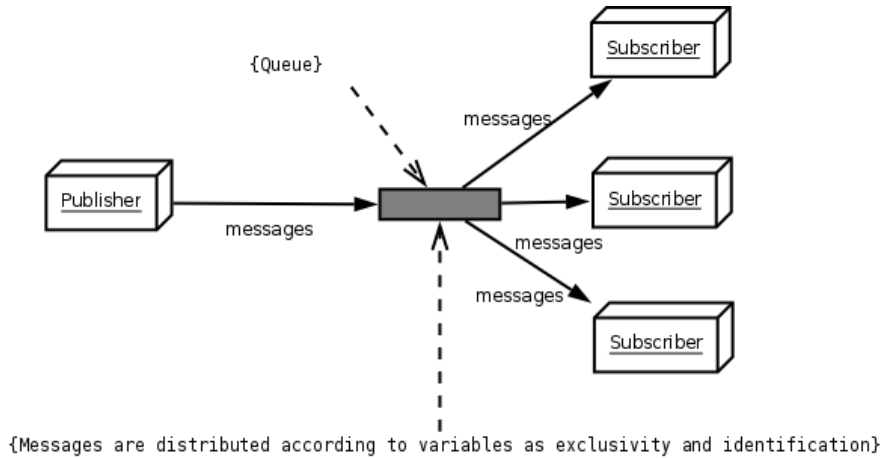 Subscriber
{Queue}
messages
Publisher
Subscriber
messages
messages
messages
Subscriber
{Messages are distributed according to variables as exclusivity and identification}